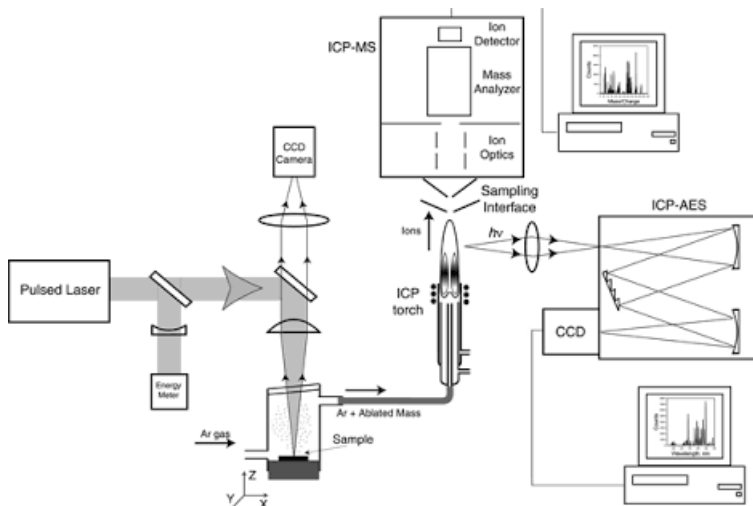 ICP-MS
Ion
Detector
Mass
Analyzer
Ion
Optics
Counts
Mass/Charge
CCD
Camera
Sampling
Interface
Ions
hν
ICP-AES
Pulsed Laser
ICP
torch
CCD
Energy
Meter
Ar + Ablated Mass
Ar gas
Sample
Z
Y
X
Counts
Wavelength, nm